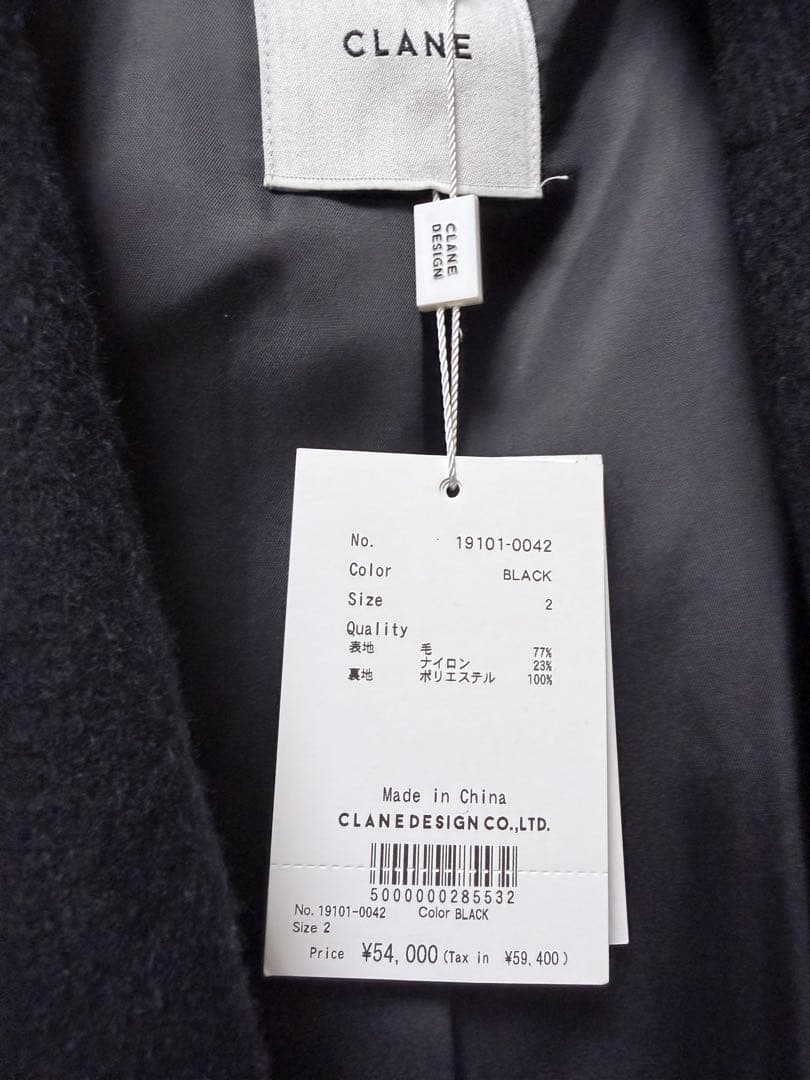 CLANE
CLANE
DESIGN
No. 19101-0042
Color BLACK
Size 2
Quality
表地 毛 77%
ナイロン 23%
裏地 ポリエステル 100%
Made in China
CLANE DESIGN CO.,LTD.
5000000285532
No. 19101-0042 Color BLACK
Size 2
Price ¥54,000 (Tax in ¥59,400)